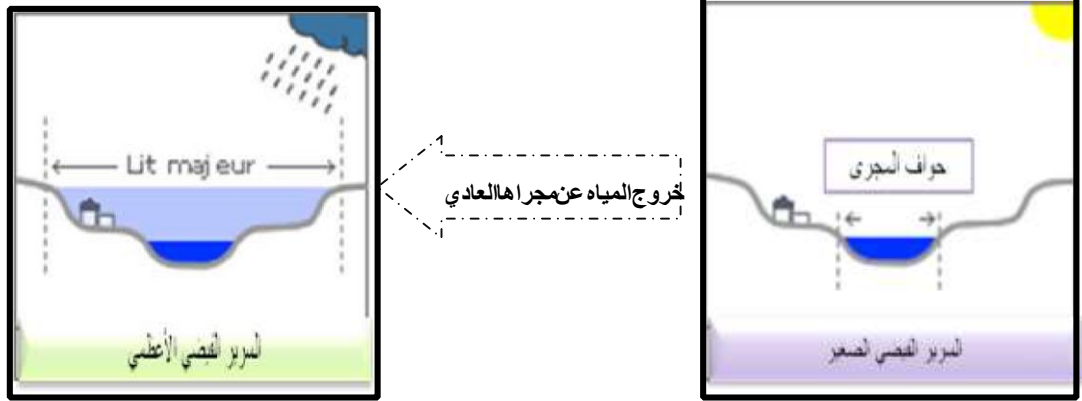 حواف المجرى
السرير الفيضي الصغير
خروج المياه عن مجراها العادي
Lit majeur
السرير الفيضي الأعظمي